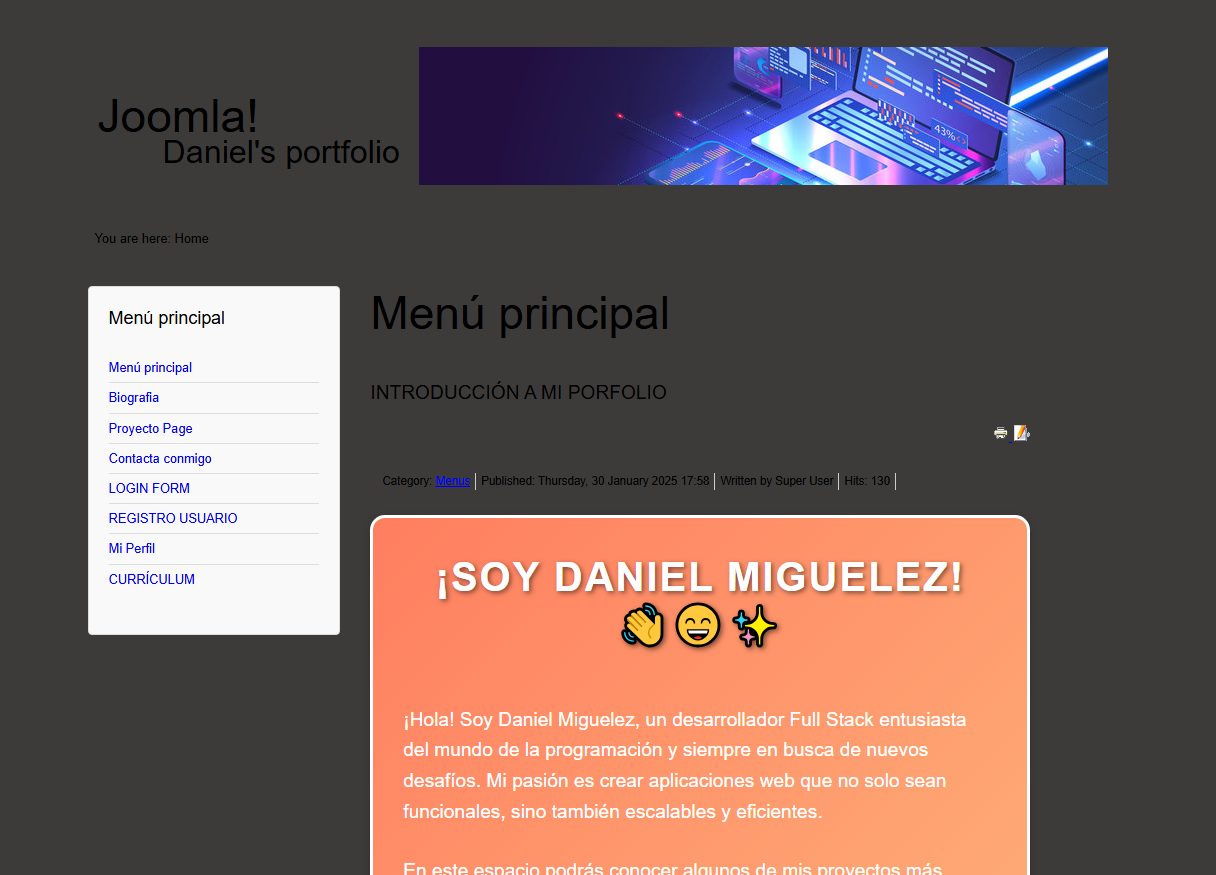 Joomla!
Daniel's portfolio
43%
You are here: Home
Menú principal
Menú principal
Biografia
Proyecto Page
Contacta conmigo
LOGIN FORM
REGISTRO USUARIO
Mi Perfil
CURRÍCULUM
Menú principal
INTRODUCCIÓN A MI PORFOLIO
Category: Menus Published: Thursday, 30 January 2025 17:58 Written by Super User Hits: 130
¡SOY DANIEL MIGUELEZ!
👋😄✨
¡Hola! Soy Daniel Miguelez, un desarrollador Full Stack entusiasta
del mundo de la programación y siempre en busca de nuevos
desafíos. Mi pasión es crear aplicaciones web que no solo sean
funcionales, sino también escalables y eficientes.
En este espacio podrás conocer algunos de mis proyectos más